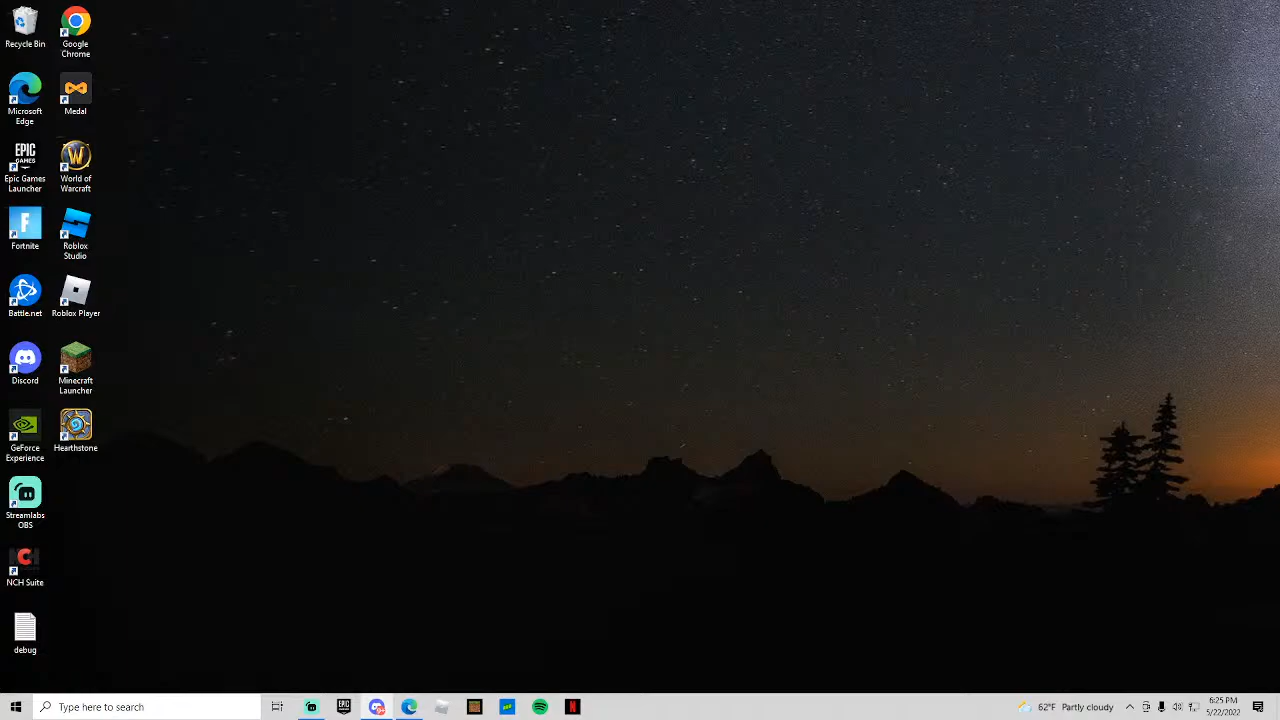 Recycle Bin
Google
Chrome
Microsoft
Edge
Medal
EPIC
GAMES
Epic Games
Launcher
W
World of
Warcraft
F
Fortnite
Roblox
Studio
Battle.net
Roblox Player
Discord
Minecraft
Launcher
GeForce
Experience
Hearthstone
Streamlabs
OBS
NCH
NCH Suite
debug
Type here to search
EPIC
N
62°F Partly cloudy
6:25 PM
5/22/2022